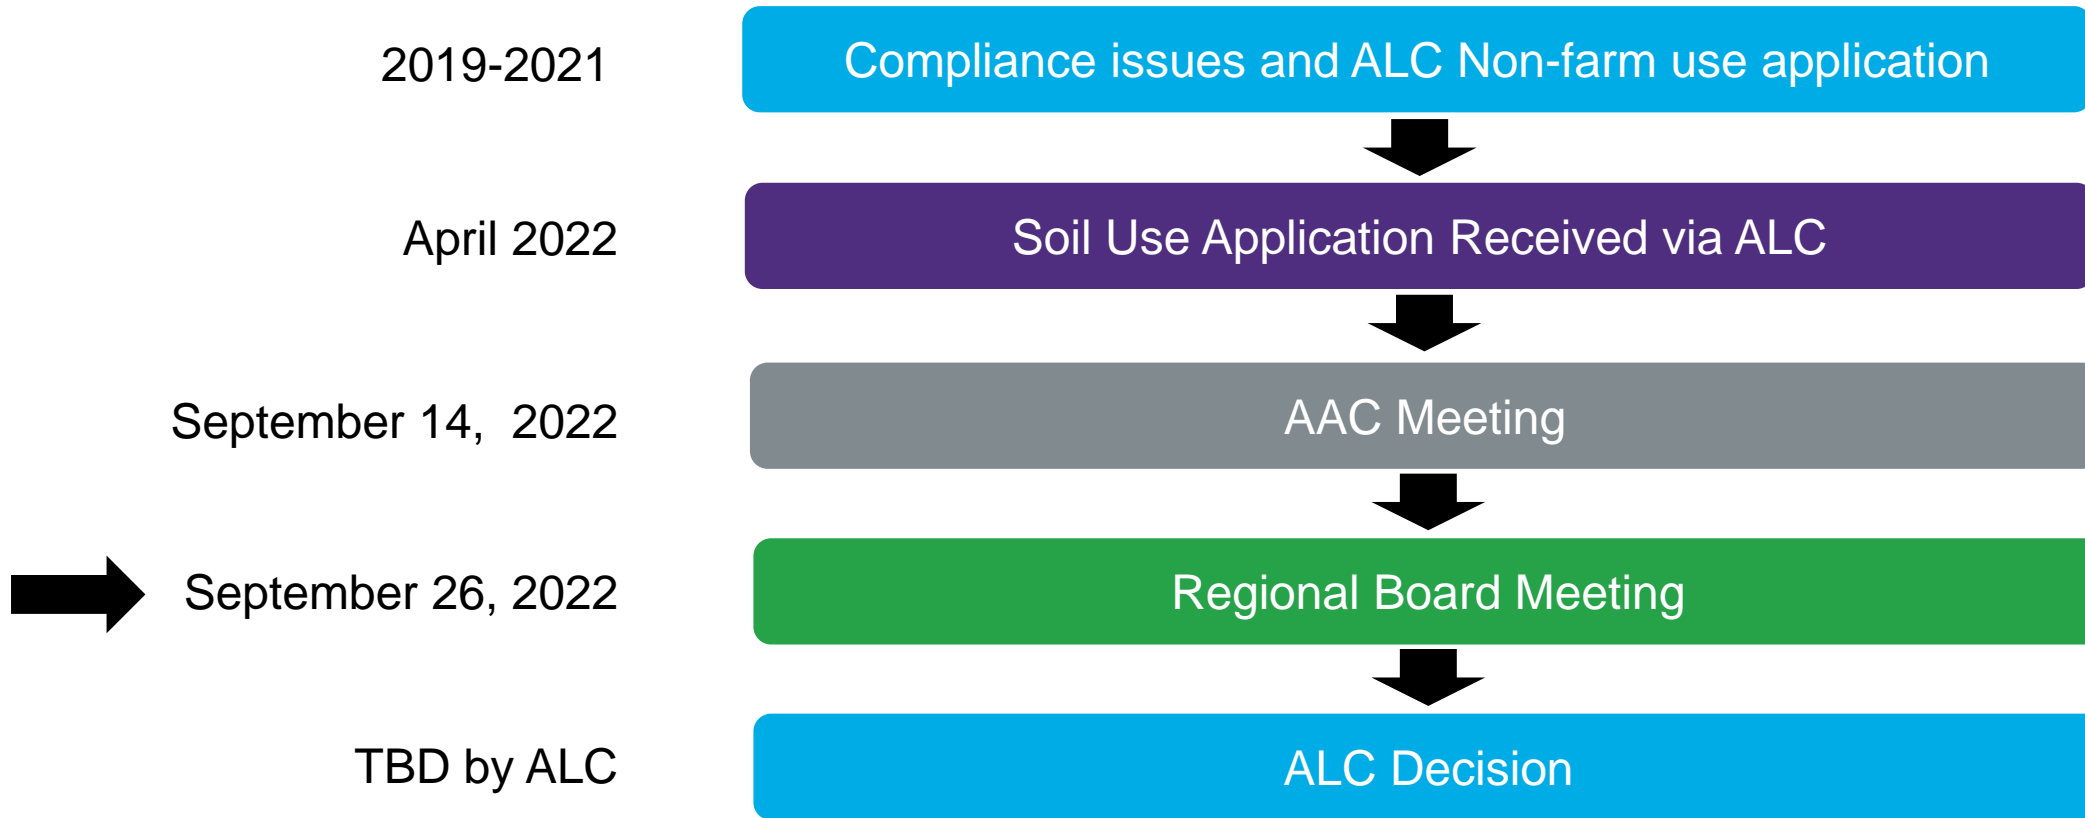 2019-2021
Compliance issues and ALC Non-farm use application
April 2022
Soil Use Application Received via ALC
September 14,  2022
AAC Meeting
September 26, 2022
Regional Board Meeting
TBD by ALC
ALC Decision